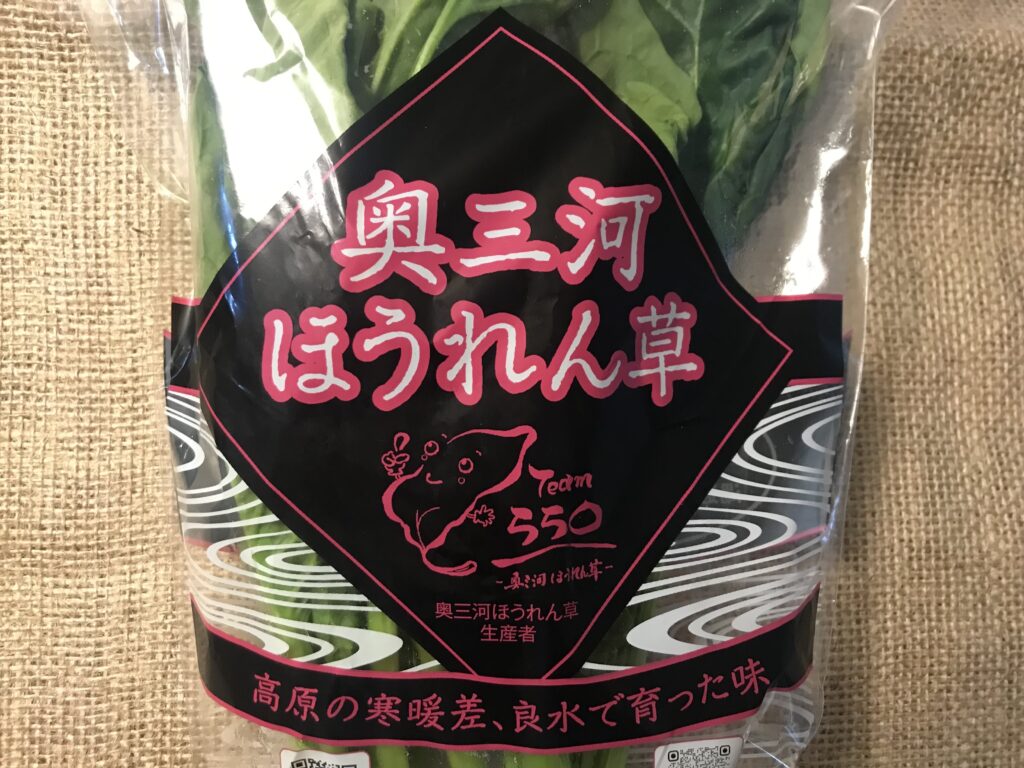 奥三河
ほうれん草
Team
550
-奥三河ほうれん草-
奥三河ほうれん草
生産者
高原の寒暖差、良水で育った味